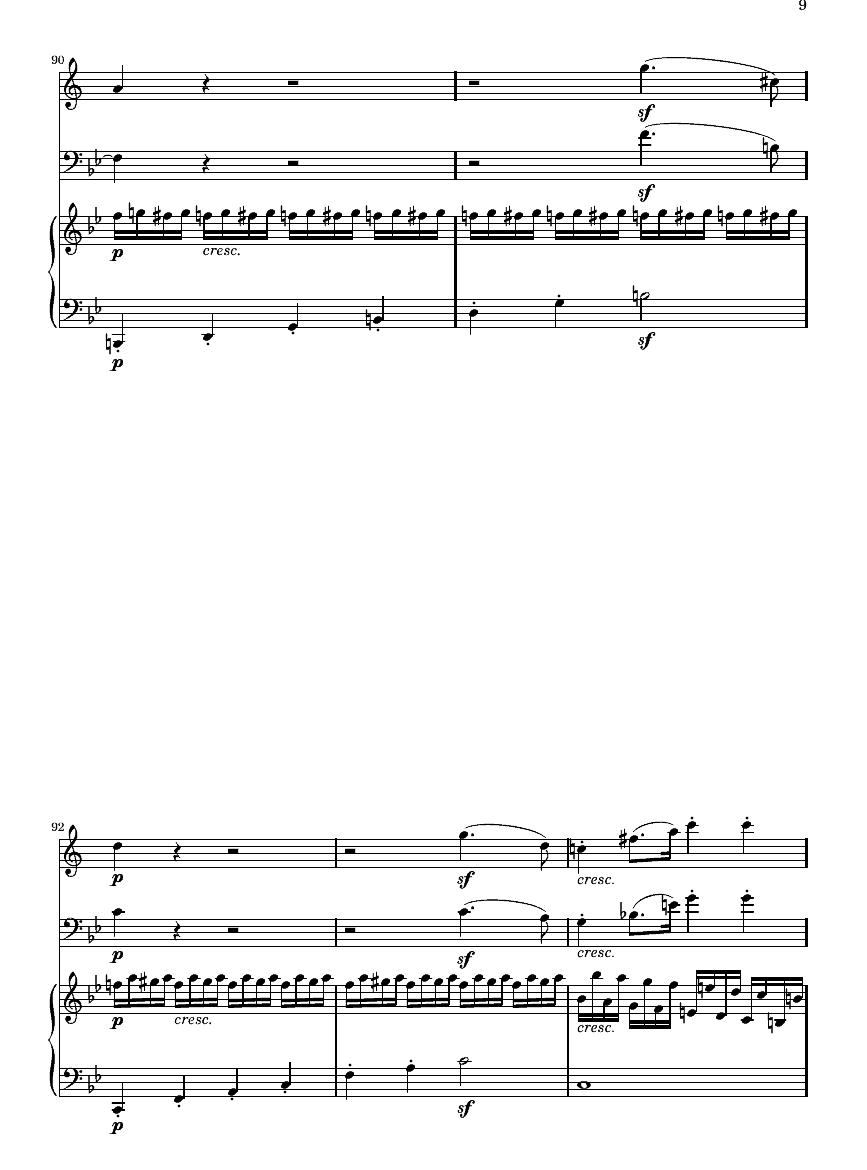 9
90
sf
sf
p cresc.
p sf
92
p sf cresc.
p sf cresc.
p cresc. cresc.
p sf